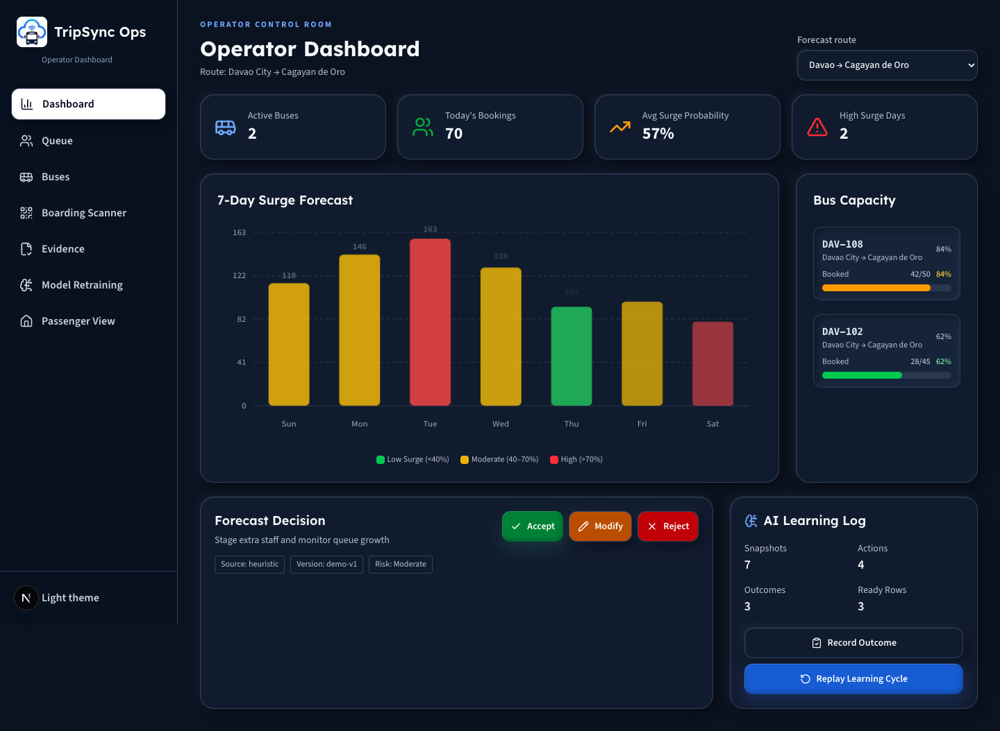 TripSync Ops
Operator Dashboard
Dashboard
Queue
Buses
Boarding Scanner
Evidence
Model Retraining
Passenger View
N Light theme
OPERATOR CONTROL ROOM
Operator Dashboard
Route: Davao City → Cagayan de Oro
Forecast route
Davao → Cagayan de Oro
Active Buses
2
Today's Bookings
70
Avg Surge Probability
57%
High Surge Days
2
7-Day Surge Forecast
163
122
82
41
0
118
146
163
138
104
Sun Mon Tue Wed Thu Fri Sat
Low Surge (<40%) Moderate (40–70%) High (>70%)
Bus Capacity
DAV-108
84%
Davao City → Cagayan de Oro
Booked 42/50 84%
DAV-102
62%
Davao City → Cagayan de Oro
Booked 28/45 62%
Forecast Decision
Stage extra staff and monitor queue growth
Source: heuristic Version: demo-v1 Risk: Moderate
Accept Modify Reject
AI Learning Log
Snapshots Actions
7 4
Outcomes Ready Rows
3 3
Record Outcome
Replay Learning Cycle